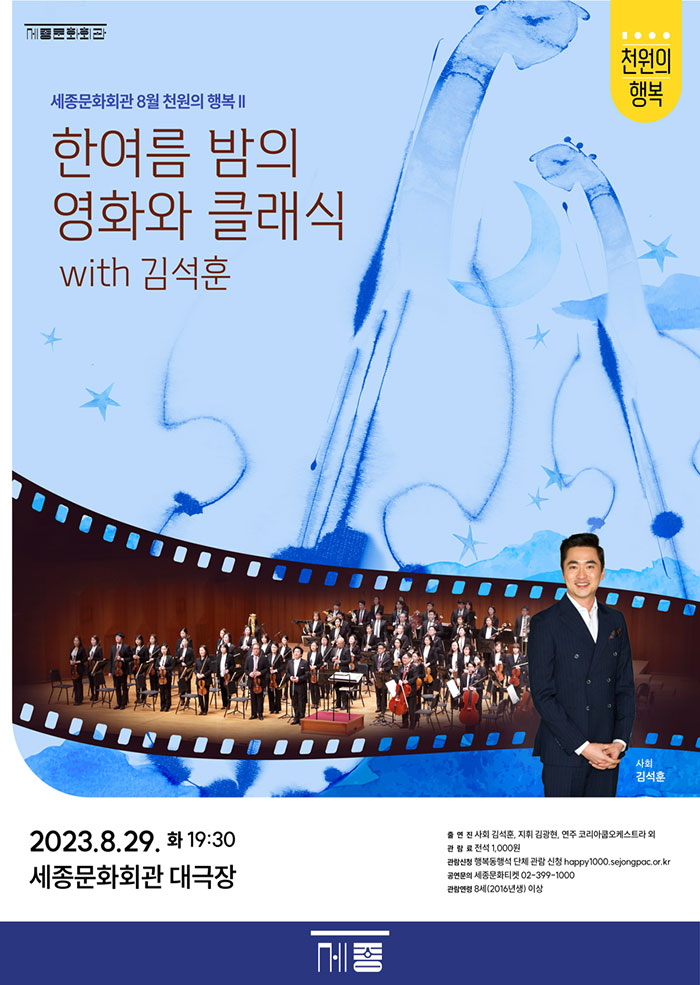 세종문화회관
천원의
행복
세종문화회관 8월 천원의 행복 II
한여름 밤의
영화와 클래식
with 김석훈
사회
김석훈
2023.8.29. 화 19:30
세종문화회관 대극장
출 연 진 사회 김석훈, 지휘 김광현, 연주 코리아쿱오케스트라 외
관 람 료 전석 1,000원
관람신청 행복동행석 단체 관람 신청 happy1000.sejongpac.or.kr
공연문의 세종문화티켓 02-399-1000
관람연령 8세(2016년생) 이상
세종